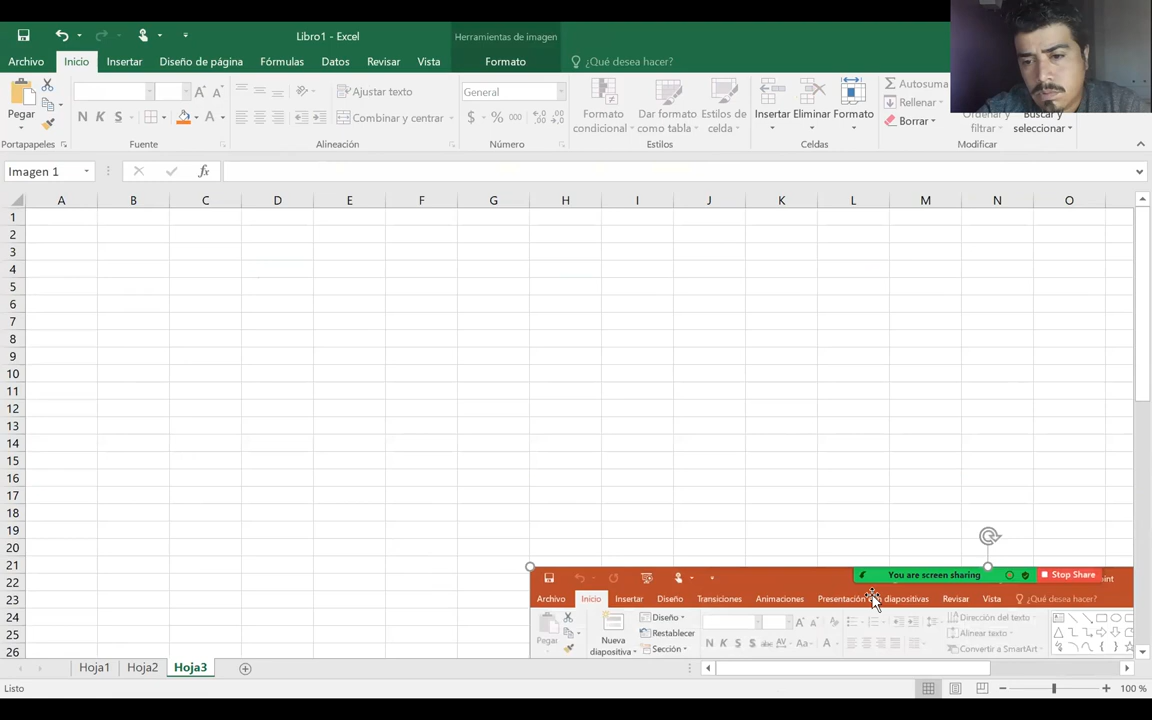 Libro1 - Excel
Herramientas de imagen
Archivo Inicio Insertar Diseño de página Fórmulas Datos Revisar Vista Formato ¿Qué desea hacer?
Pegar
N K S A A A
Ajustar texto
Combinar y centrar
General
$ % 000
Formato condicional
Dar formato como tabla
Estilos de celda
Insertar Eliminar Formato
Autosuma
Rellenar
Borrar
Ordenar y filtrar
Buscar y seleccionar
Portapapeles Fuente Alineación Número Estilos Celdas Modificar
Imagen 1 fx
A B C D E F G H I J K L M N O
1
2
3
4
5
6
7
8
9
10
11
12
13
14
15
16
17
18
19
20
21
22
23
24
25
26
You are screen sharing Stop Share
Archivo Inicio Insertar Diseño Transiciones Animaciones Presentación diapositivas Revisar Vista ¿Qué desea hacer?
Pegar
Nueva diapositiva
Diseño
Restablecer
Sección
N K S
Dirección del texto
Alinear texto
Convertir a SmartArt
Hoja1 Hoja2 Hoja3
Listo 100 %